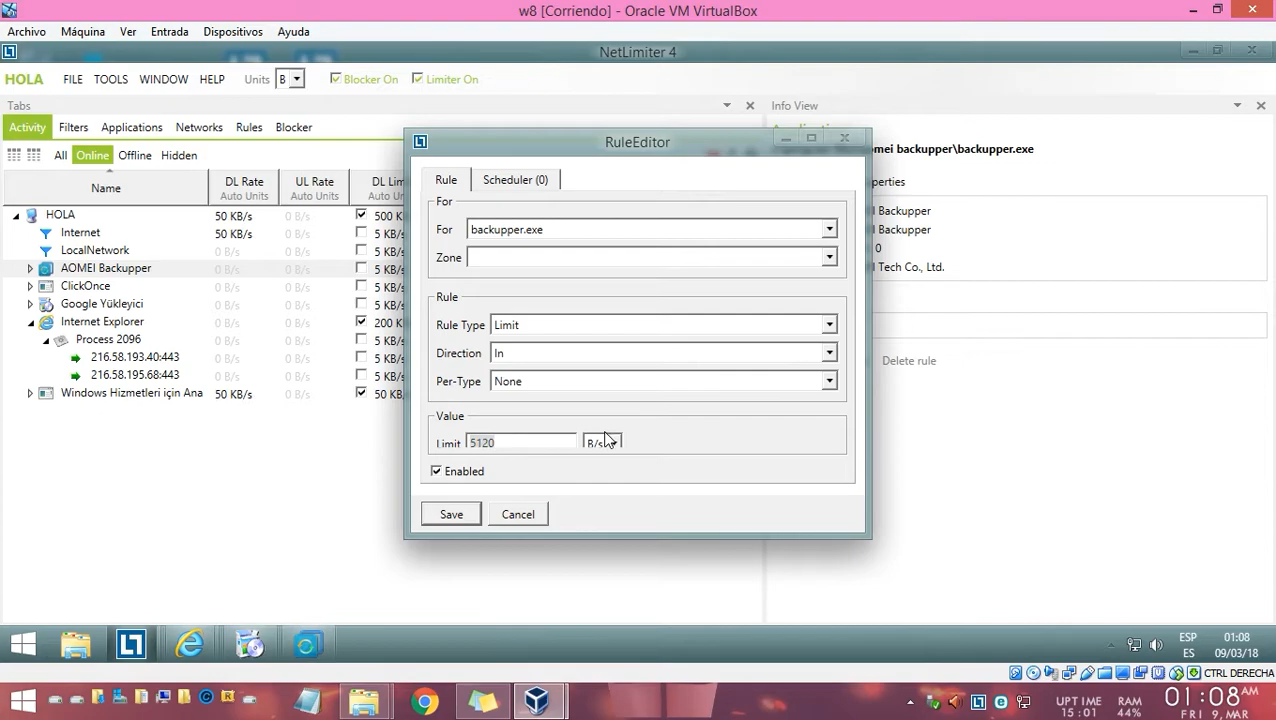 w8 [Corriendo] - Oracle VM VirtualBox
Archivo Máquina Ver Entrada Dispositivos Ayuda
NetLimiter 4
HOLA FILE TOOLS WINDOW HELP Units B Blocker On Limiter On
Tabs
Info View
Activity Filters Applications Networks Rules Blocker
All Online Offline Hidden
Name
DL Rate
Auto Units
UL Rate
Auto Units
DL Lim
Auto Un
HOLA 50 KB/s 0 B/s 500 K
Internet 50 KB/s 0 B/s 5 KB
LocalNetwork 0 B/s 0 B/s 5 KB
AOMEI Backupper 0 B/s 0 B/s 5 KB
ClickOnce 0 B/s 0 B/s 5 KB
Google Yükleyici 0 B/s 0 B/s 5 KB
Internet Explorer 0 B/s 0 B/s 200 K
Process 2096 0 B/s 0 B/s 5 KB
216.58.193.40:443 0 B/s 0 B/s 5 KB
216.58.195.68:443 0 B/s 0 B/s 5 KB
Windows Hizmetleri için Ana 50 KB/s 0 B/s 50 K
RuleEditor
Rule Scheduler (0)
For
For backupper.exe
Zone
Rule
Rule Type Limit
Direction In
Per-Type None
Value
Limit 5120 B/s
Enabled
Save Cancel
omei backupper\backupper.exe
operties
I Backupper
I Backupper
0
I Tech Co., Ltd.
Delete rule
ESP
ES
01:08
09/03/18
CTRL DERECHA
UPTIME
15:01
RAM
44%
01:08AM
FRI 9, MAR